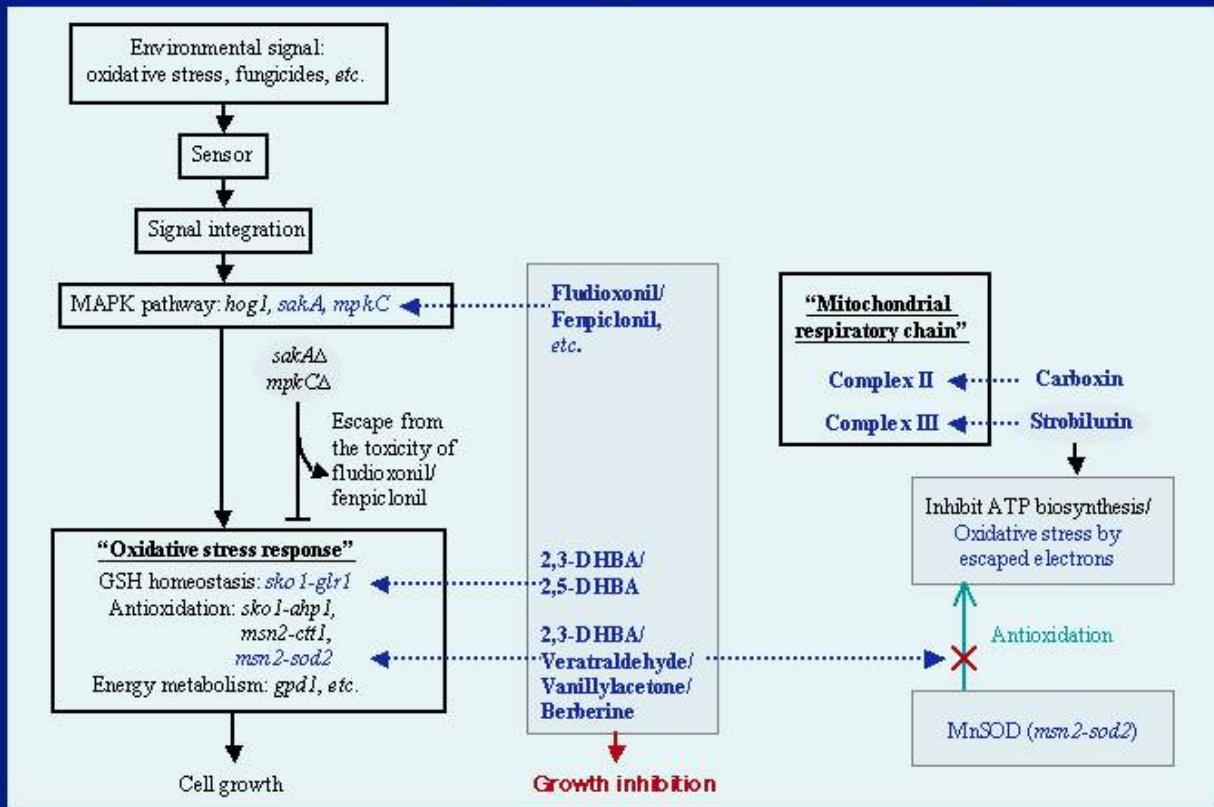 Environmental signal:
oxidative stress, fungicides, etc.
Sensor
Signal integration
MAPK pathway: hog1, sakA, mpkC
sakAΔ
mpkCΔ
Escape from
the toxicity of
fludioxonil/
fenpiclonil
"Oxidative stress response"
GSH homeostasis: sko1-glr1
Antioxidation: sko1-ahp1,
msn2-ctt1,
msn2-sod2
Energy metabolism: gpd1, etc.
Cell growth
Fludioxonil/
Fenpiclonil,
etc.
2,3-DHBA/
2,5-DHBA
2,3-DHBA/
Veratraldehyde/
Vanillylacetone/
Berberine
Growth inhibition
"Mitochondrial
respiratory chain"
Complex II
Carboxin
Complex III
Strobilurin
Inhibit ATP biosynthesis/
Oxidative stress by
escaped electrons
Antioxidation
MnSOD (msn2-sod2)